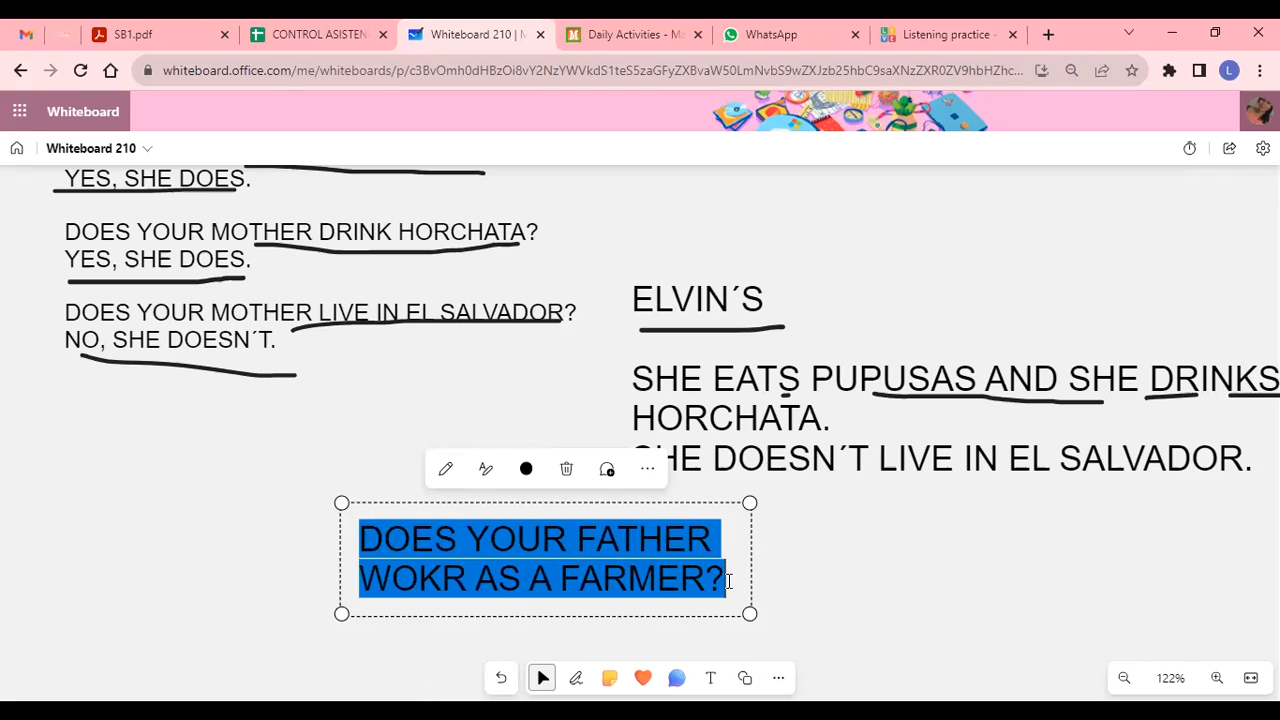 SB1.pdf
CONTROL ASISTEN
Whiteboard 210 | M
Daily Activities - M
WhatsApp
Listening practice -
whiteboard.office.com/me/whiteboards/p/
L
Whiteboard
Whiteboard 210
YES, SHE DOES.
DOES YOUR MOTHER DRINK HORCHATA?
YES, SHE DOES.
DOES YOUR MOTHER LIVE IN EL SALVADOR?
NO, SHE DOESN´T.
ELVIN´S
SHE EATS PUPUSAS AND SHE DRINKS
HORCHATA.
HE DOESN´T LIVE IN EL SALVADOR.
DOES YOUR FATHER
WOKR AS A FARMER?
122%